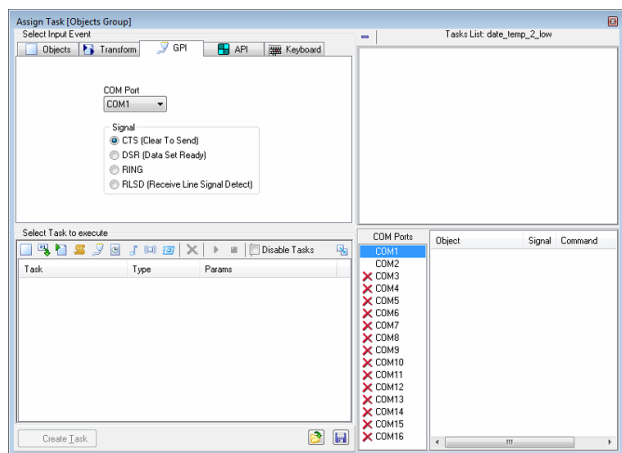 Assign Task [Objects Group]
Select Input Event
Objects Transform GPI API Keyboard
COM Port
COM1
Signal
CTS (Clear To Send)
DSR (Data Set Ready)
RING
RLSD (Receive Line Signal Detect)
Tasks List: date_temp_2_low
Select Task to execute
Disable Tasks
Task Type Params
Create Task
COM Ports
COM1
COM2
COM3
COM4
COM5
COM6
COM7
COM8
COM9
COM10
COM11
COM12
COM13
COM14
COM15
COM16
Object Signal Command